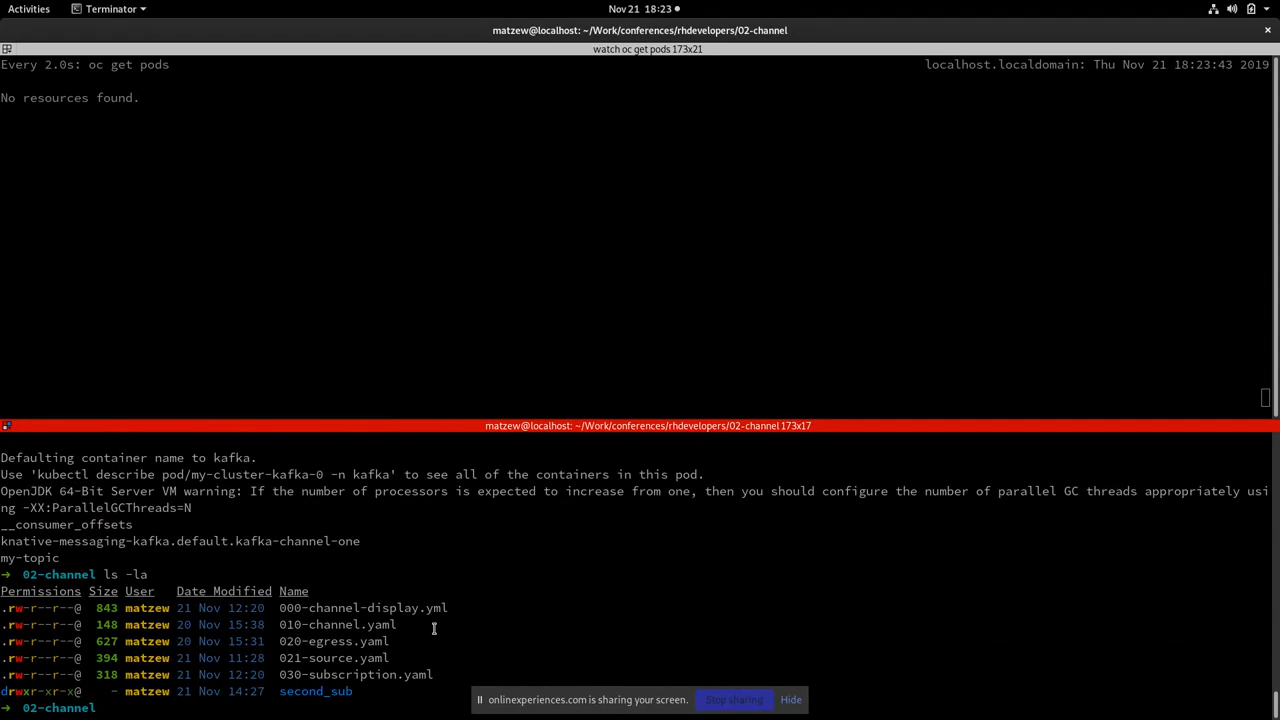 Activities Terminator Nov 21 18:23
matzew@localhost: ~/Work/conferences/rhdevelopers/02-channel ×
watch oc get pods 173x21
Every 2.0s: oc get pods localhost.localdomain: Thu Nov 21 18:23:43 2019
No resources found.
matzew@localhost: ~/Work/conferences/rhdevelopers/02-channel 173x17
Defaulting container name to kafka.
Use 'kubectl describe pod/my-cluster-kafka-0 -n kafka' to see all of the containers in this pod.
OpenJDK 64-Bit Server VM warning: If the number of processors is expected to increase from one, then you should configure the number of parallel GC threads appropriately usi
ng -XX:ParallelGCThreads=N
__consumer_offsets
knative-messaging-kafka.default.kafka-channel-one
my-topic
→ 02-channel ls -la
Permissions Size User Date Modified Name
.rw-r--r--@ 843 matzew 21 Nov 12:20 000-channel-display.yml
.rw-r--r--@ 148 matzew 20 Nov 15:38 010-channel.yaml
.rw-r--r--@ 627 matzew 20 Nov 15:31 020-egress.yaml
.rw-r--r--@ 394 matzew 21 Nov 11:28 021-source.yaml
.rw-r--r--@ 318 matzew 21 Nov 12:20 030-subscription.yaml
drwxr-xr-x@ - matzew 21 Nov 14:27 second_sub
→ 02-channel
onlinexperiences.com is sharing your screen. Stop sharing Hide